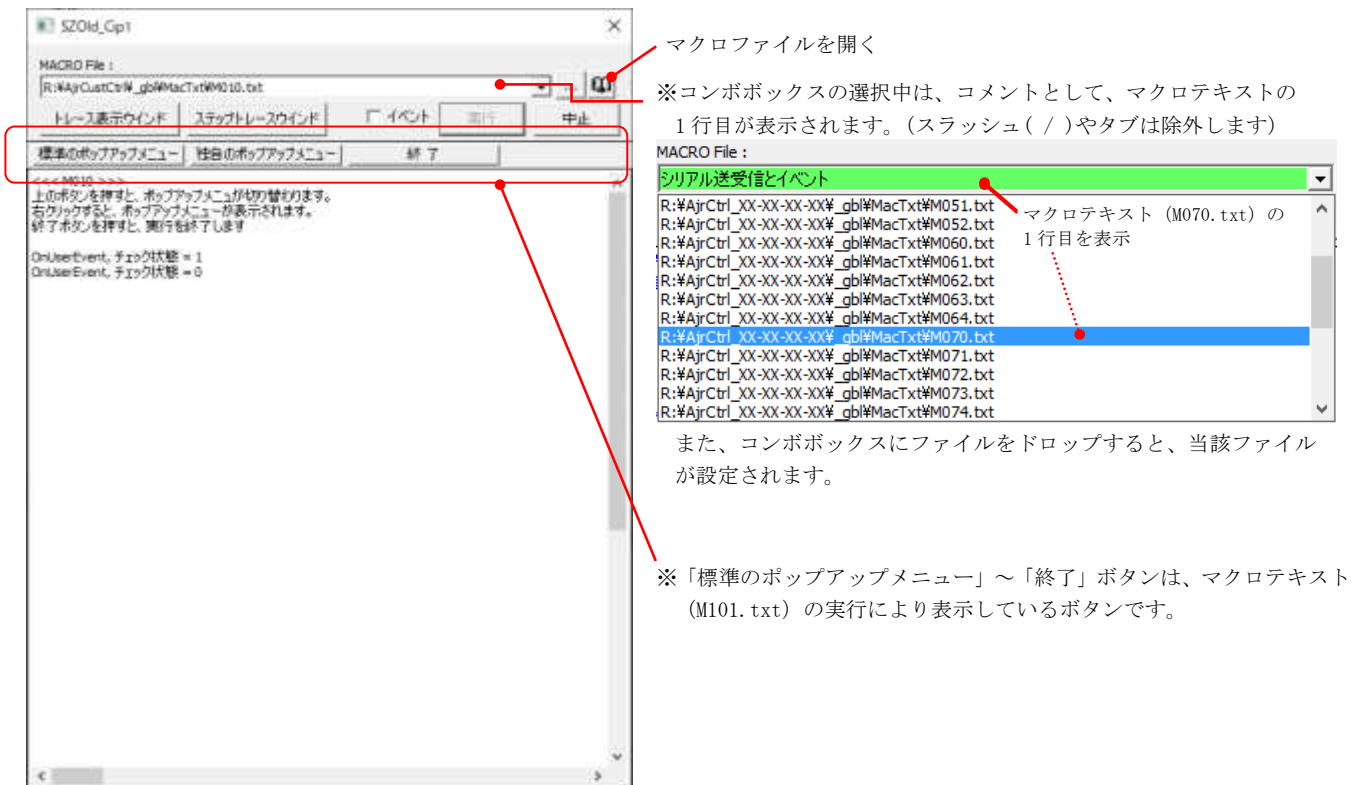 SZOld_Gp1
MACRO File :
R:¥AjrCustCtrl¥_gbl¥MacTxt¥M010.txt
...
トレース表示ウインド
ステップトレースウインド
イベント
実行
中止
標準のポップアップメニュー
独自のポップアップメニュー
終 了
<<< M010 >>>
上のボタンを押すと、ポップアップメニュが切り替わります。
右クリックすると、ポップアップメニューが表示されます。
終了ボタンを押すと、実行を終了します
OnUserEvent, チェック状態 = 1
OnUserEvent, チェック状態 = 0
マクロファイルを開く
※コンボボックスの選択中は、コメントとして、マクロテキストの
1行目が表示されます。(スラッシュ( / )やタブは除外します)
MACRO File :
シリアル送受信とイベント
R:¥AjrCtrl_XX-XX-XX-XX¥_gbl¥MacTxt¥M051.txt
R:¥AjrCtrl_XX-XX-XX-XX¥_gbl¥MacTxt¥M052.txt
R:¥AjrCtrl_XX-XX-XX-XX¥_gbl¥MacTxt¥M060.txt
R:¥AjrCtrl_XX-XX-XX-XX¥_gbl¥MacTxt¥M061.txt
R:¥AjrCtrl_XX-XX-XX-XX¥_gbl¥MacTxt¥M062.txt
R:¥AjrCtrl_XX-XX-XX-XX¥_gbl¥MacTxt¥M063.txt
R:¥AjrCtrl_XX-XX-XX-XX¥_gbl¥MacTxt¥M064.txt
R:¥AjrCtrl_XX-XX-XX-XX¥_gbl¥MacTxt¥M070.txt
R:¥AjrCtrl_XX-XX-XX-XX¥_gbl¥MacTxt¥M071.txt
R:¥AjrCtrl_XX-XX-XX-XX¥_gbl¥MacTxt¥M072.txt
R:¥AjrCtrl_XX-XX-XX-XX¥_gbl¥MacTxt¥M073.txt
R:¥AjrCtrl_XX-XX-XX-XX¥_gbl¥MacTxt¥M074.txt
マクロテキスト (M070.txt) の
1行目を表示
また、コンボボックスにファイルをドロップすると、当該ファイル
が設定されます。
※「標準のポップアップメニュー」～「終了」ボタンは、マクロテキスト
(M101.txt) の実行により表示しているボタンです。